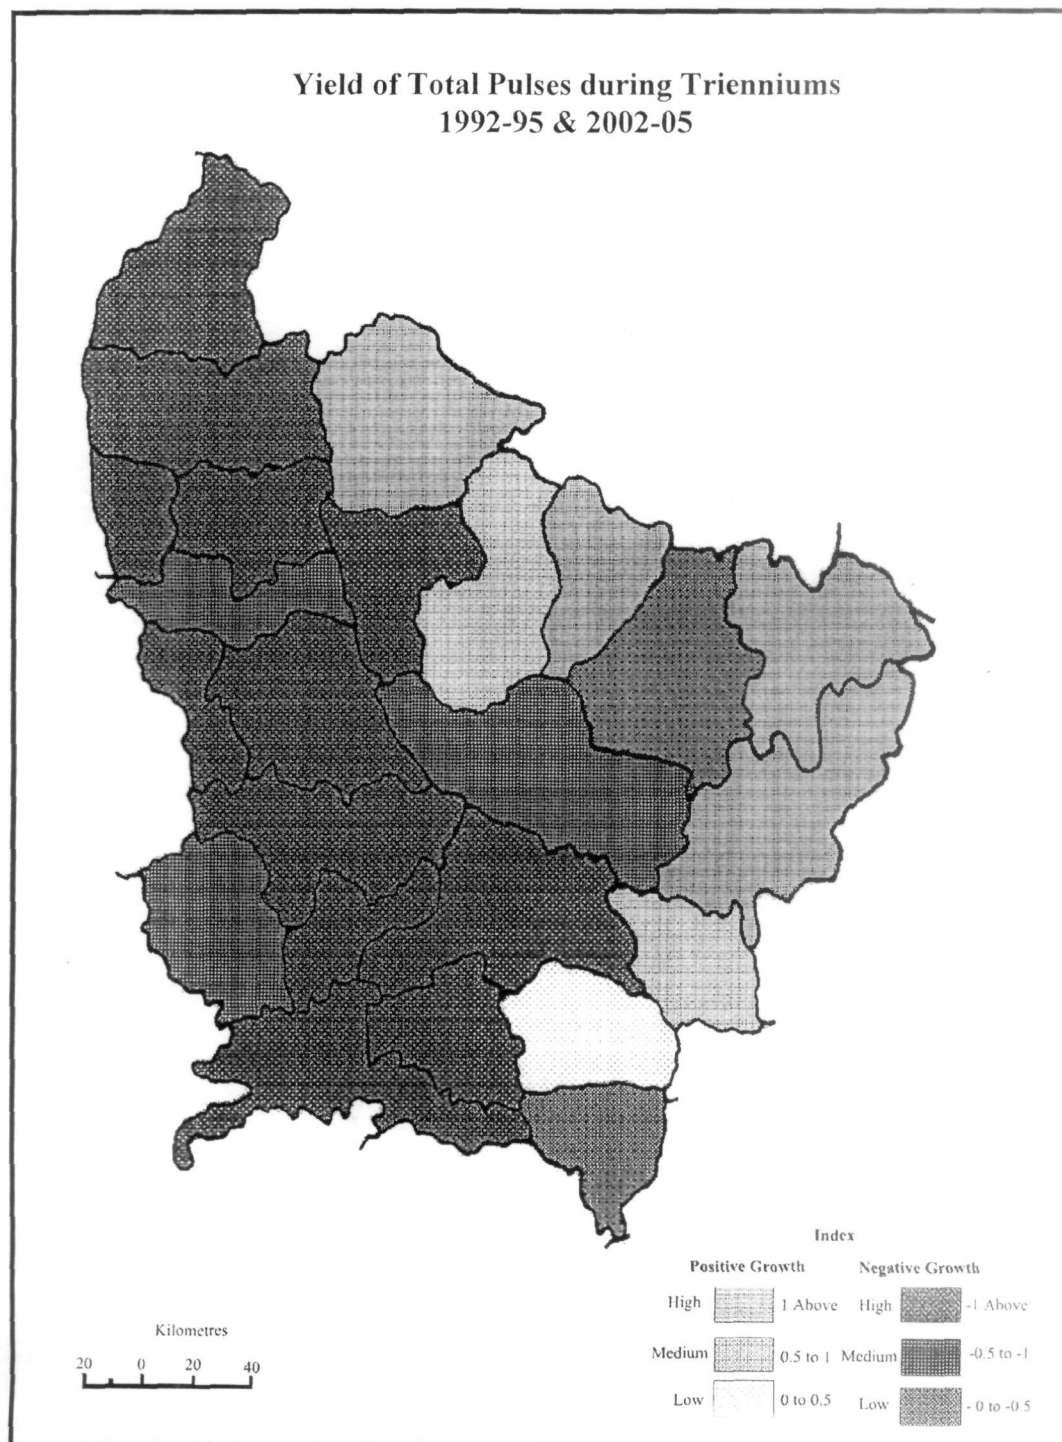 Yield of Total Pulses during Trienniums
1992-95 & 2002-05
Index
Positive Growth Negative Growth
High 1 Above High -1 Above
Medium 0.5 to 1 Medium -0.5 to -1
Low 0 to 0.5 Low - 0 to -0.5
Kilometres
20 0 20 40